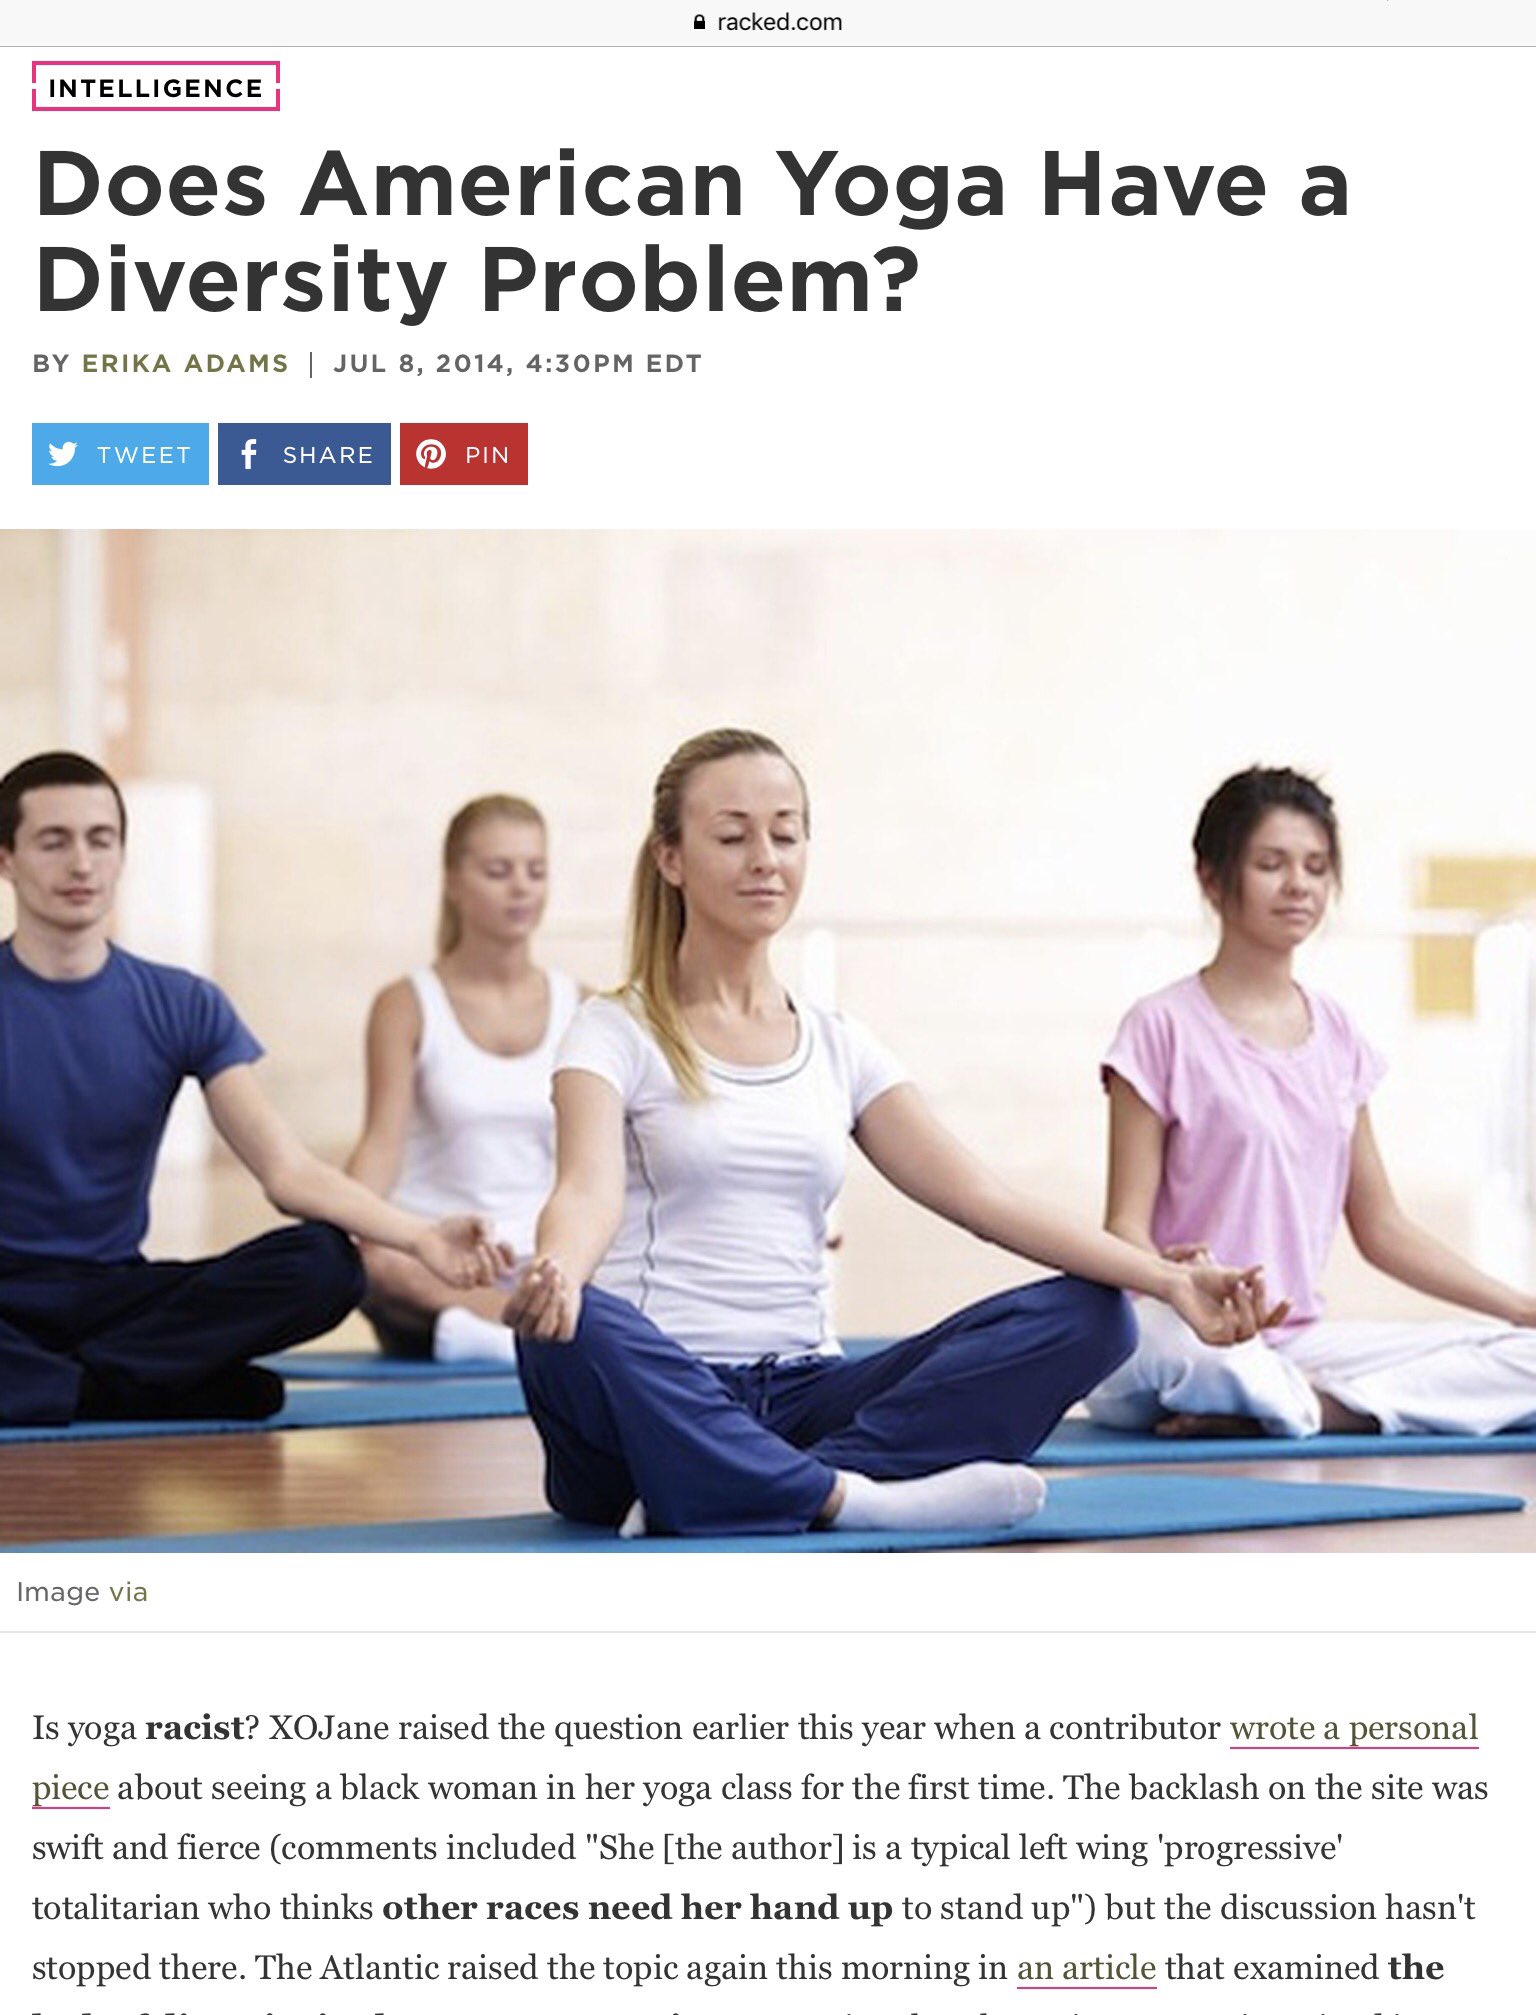 racked.com
INTELLIGENCE
Does American Yoga Have a
Diversity Problem?
BY ERIKA ADAMS | JUL 8, 2014, 4:30PM EDT
TWEET SHARE PIN
Image via
Is yoga racist? XOJane raised the question earlier this year when a contributor wrote a personal
piece about seeing a black woman in her yoga class for the first time. The backlash on the site was
swift and fierce (comments included "She [the author] is a typical left wing 'progressive'
totalitarian who thinks other races need her hand up to stand up") but the discussion hasn't
stopped there. The Atlantic raised the topic again this morning in an article that examined the